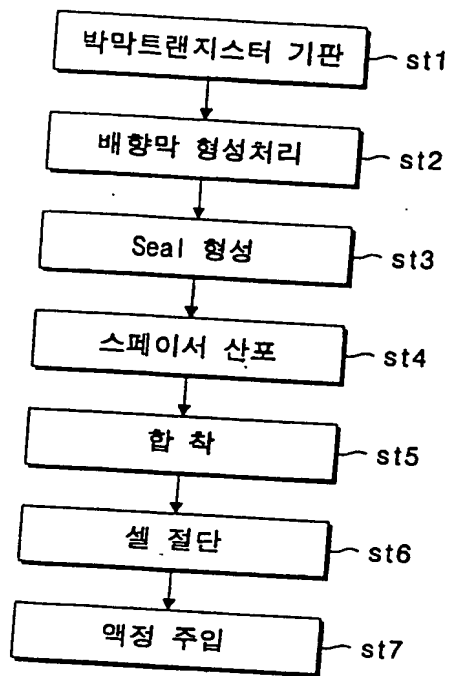 박막트랜지스터 기판 st1
배향막 형성처리 st2
Seal 형성 st3
스페이서 산포 st4
합 착 st5
셀 절단 st6
액정 주입 st7